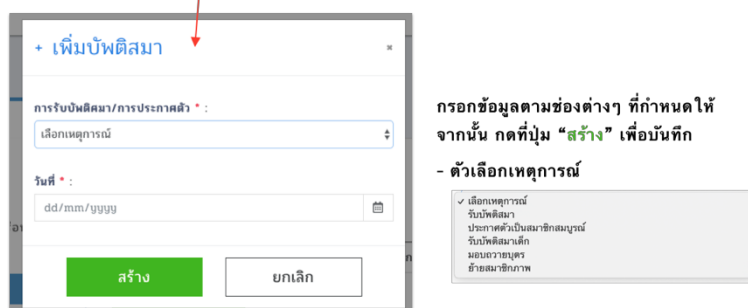 + เพิ่มบัพติสมา ×
การรับบัพติศมา/การประกาศตัว * :
เลือกเหตุการณ์
วันที่ * :
dd/mm/yyyy
สร้าง ยกเลิก
กรอกข้อมูลตามช่องต่างๆ ที่กำหนดให้
จากนั้น กดที่ปุ่ม “สร้าง” เพื่อบันทึก
- ตัวเลือกเหตุการณ์
✓ เลือกเหตุการณ์
รับบัพติสมา
ประกาศตัวเป็นสมาชิกสมบูรณ์
รับบัพติสมาเด็ก
มอบถวายบุตร
ย้ายสมาชิกภาพ